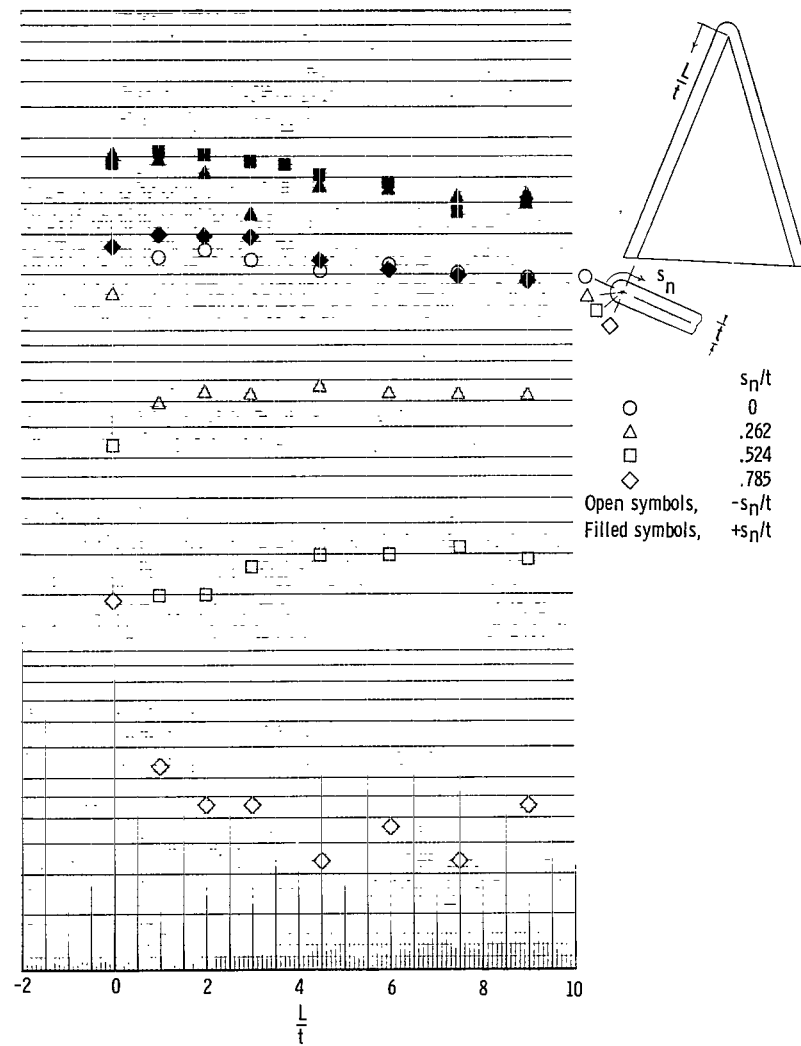 L/t
s_n
t
s_n/t
0
.262
.524
.785
Open symbols, -s_n/t
Filled symbols, +s_n/t
-2 0 2 4 6 8 10
L/t